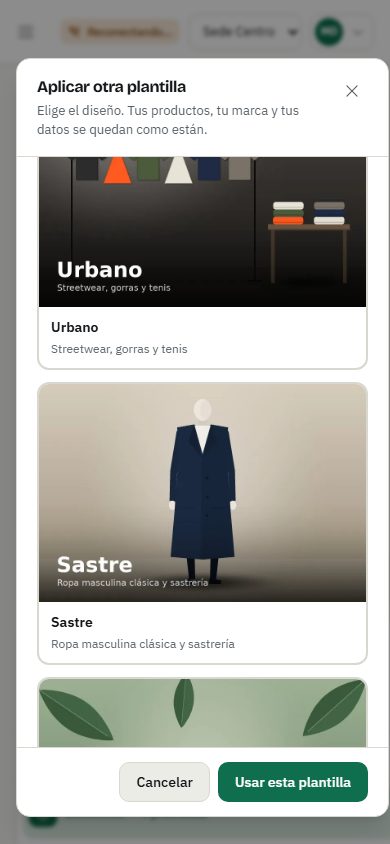 Reconectando...
Sede Centro
MD
Aplicar otra plantilla
Elige el diseño. Tus productos, tu marca y tus
datos se quedan como están.
Urbano
Streetwear, gorras y tenis
Urbano
Streetwear, gorras y tenis
Sastre
Ropa masculina clásica y sastrería
Sastre
Ropa masculina clásica y sastrería
Cancelar
Usar esta plantilla